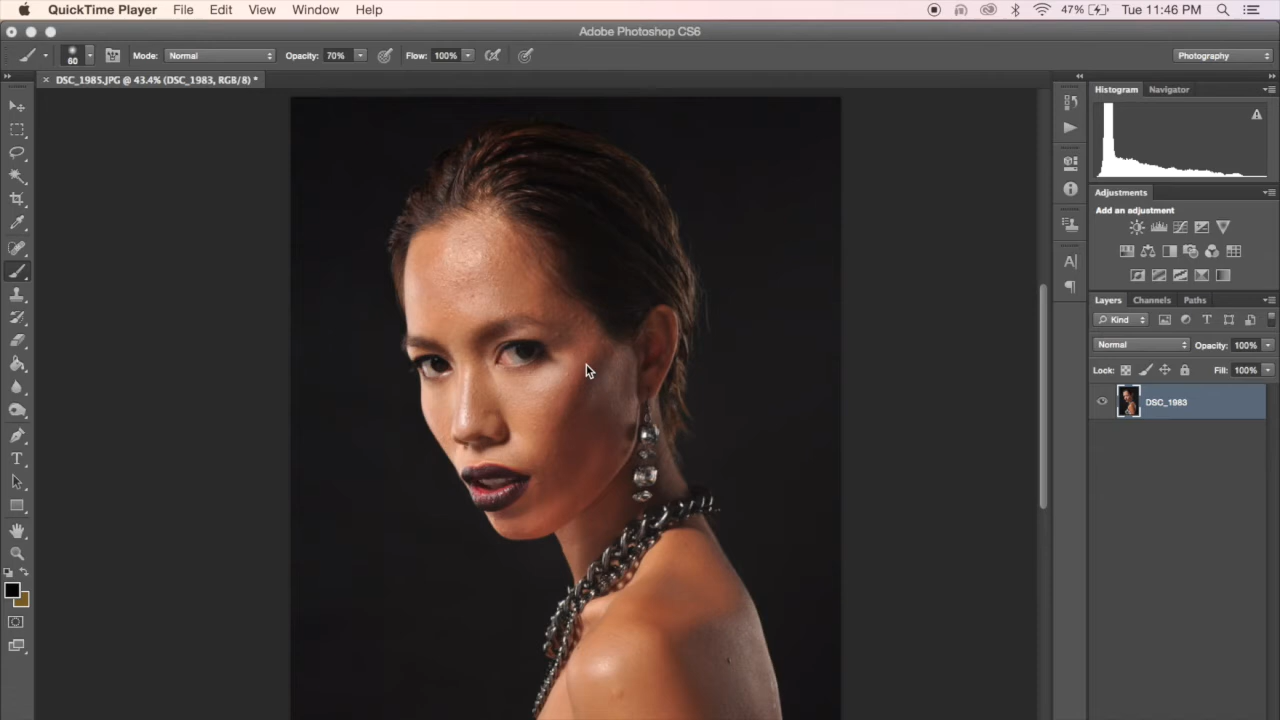 QuickTime Player File Edit View Window Help 47% Tue 11:46 PM
Adobe Photoshop CS6
60 Mode: Normal Opacity: 70% Flow: 100% Photography
DSC_1985.JPG @ 43.4% (DSC_1983, RGB/8) *
Histogram Navigator
Adjustments
Add an adjustment
Layers Channels Paths
Kind
Normal Opacity: 100%
Lock: Fill: 100%
DSC_1983